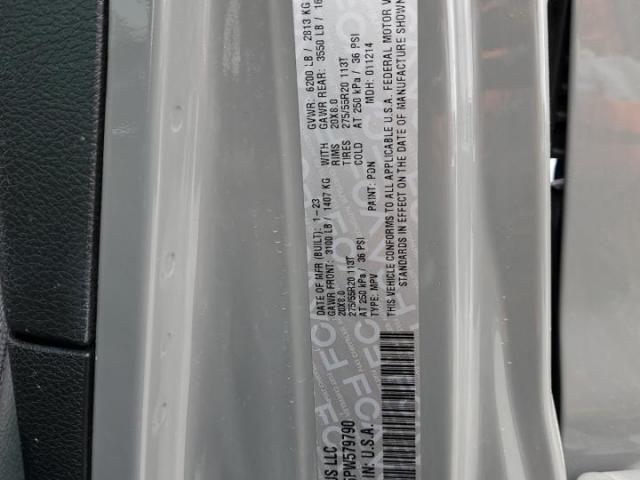 US LLC
DATE OF MFR (BUILT): 1-23
GVWR: 6200 LB / 2813 KG
GAWR FRONT: 3100 LB / 1407 KG WITH GAWR REAR: 3550 LB /
20X8.0 RIMS 20X8.0
275/55R20 113T TIRES 275/55R20 113T
AT 250 kPa / 36 PSI COLD AT 250 kPa / 36 PSI
TYPE: MPV PAINT: PDN MDH: 011214
THIS VEHICLE CONFORMS TO ALL APPLICABLE U.S.A. FEDERAL MOTOR
STANDARDS IN EFFECT ON THE DATE OF MANUFACTURE SHOWN
PW579790
IN: U.S.A.